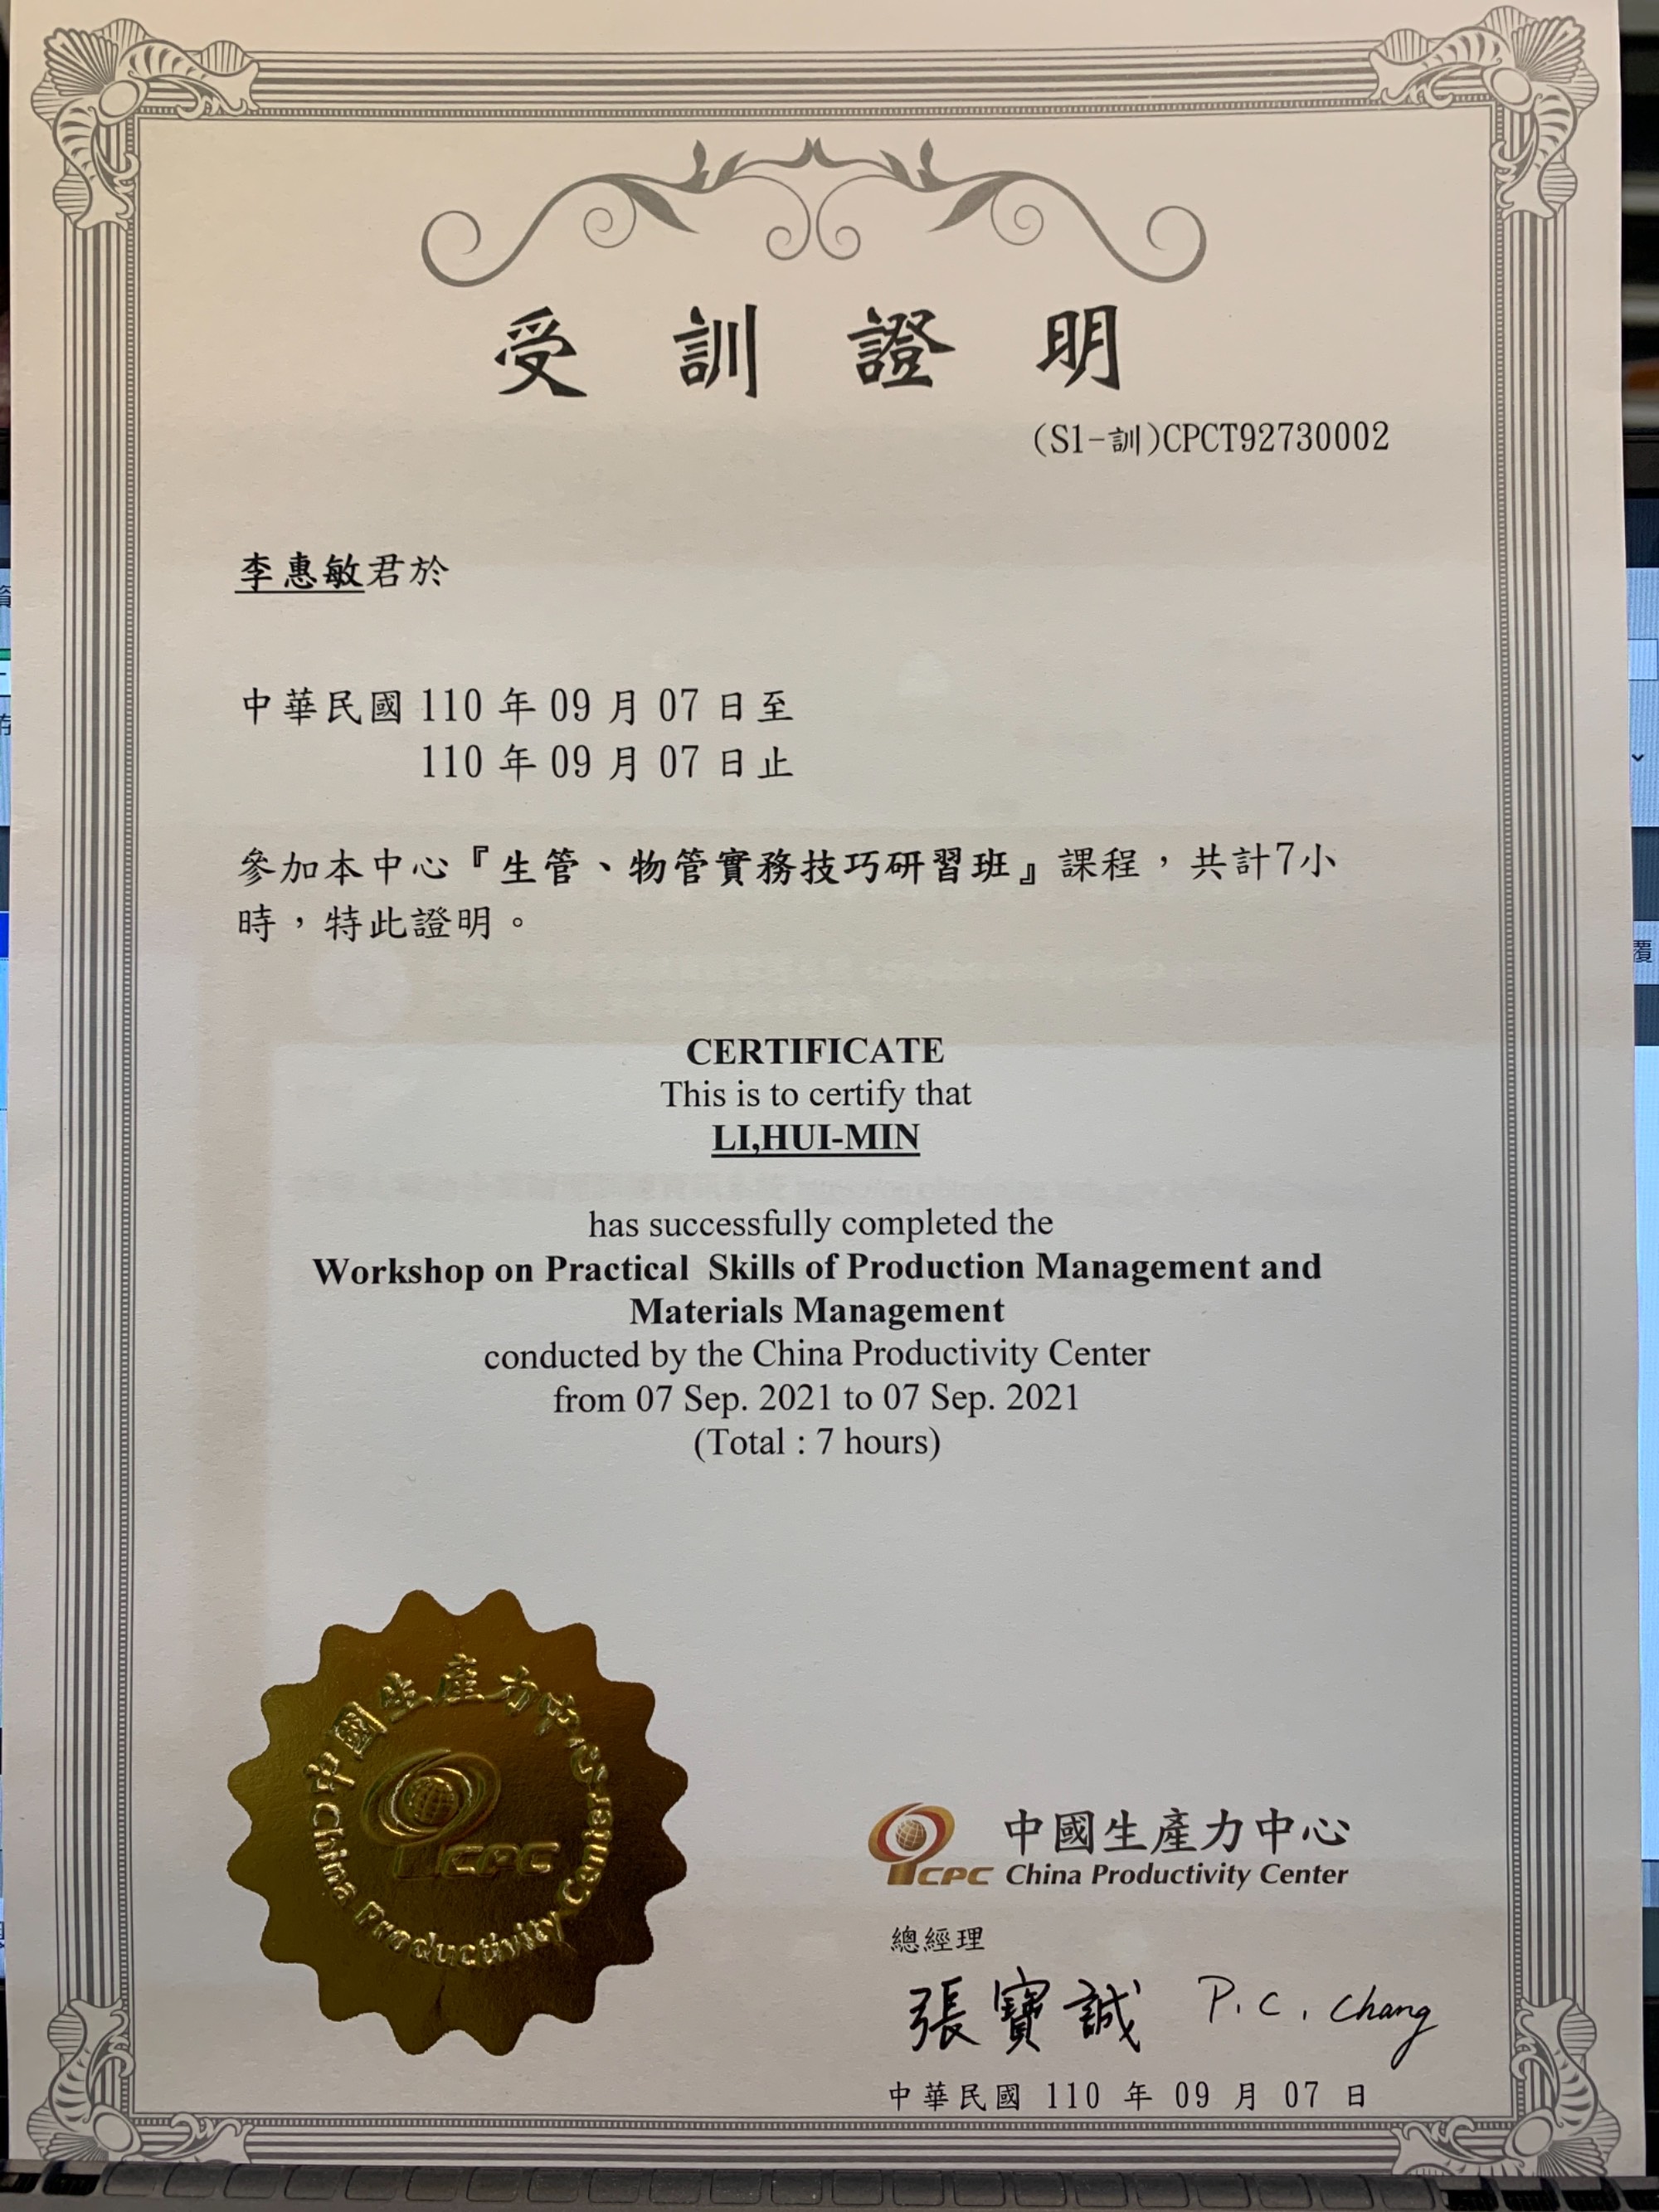 受訓證明
(S1-訓)CPCT92730002
李惠敏君於
中華民國 110 年 09 月 07 日至
110 年 09 月 07 日止
參加本中心『生管、物管實務技巧研習班』課程，共計7小
時，特此證明。
CERTIFICATE
This is to certify that
LI,HUI-MIN
has successfully completed the
Workshop on Practical Skills of Production Management and
Materials Management
conducted by the China Productivity Center
from 07 Sep. 2021 to 07 Sep. 2021
(Total : 7 hours)
中國生產力中心
CPC
China Productivity Center
中國生產力中心
CPC China Productivity Center
總經理
張寶誠 P.C. Chang
中華民國 110 年 09 月 07 日
覆